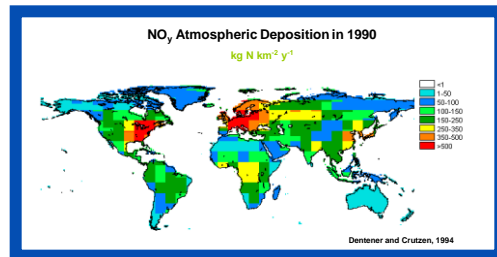 NOy Atmospheric Deposition in 1990
kg N km-2 y-1
<1
1-50
50-100
100-150
150-250
250-350
350-500
>500
Dentener and Crutzen, 1994